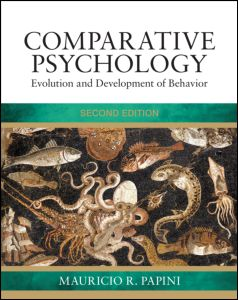 COMPARATIVE
PSYCHOLOGY
Evolution and Development of Behavior
SECOND EDITION
MAURICIO R. PAPINI